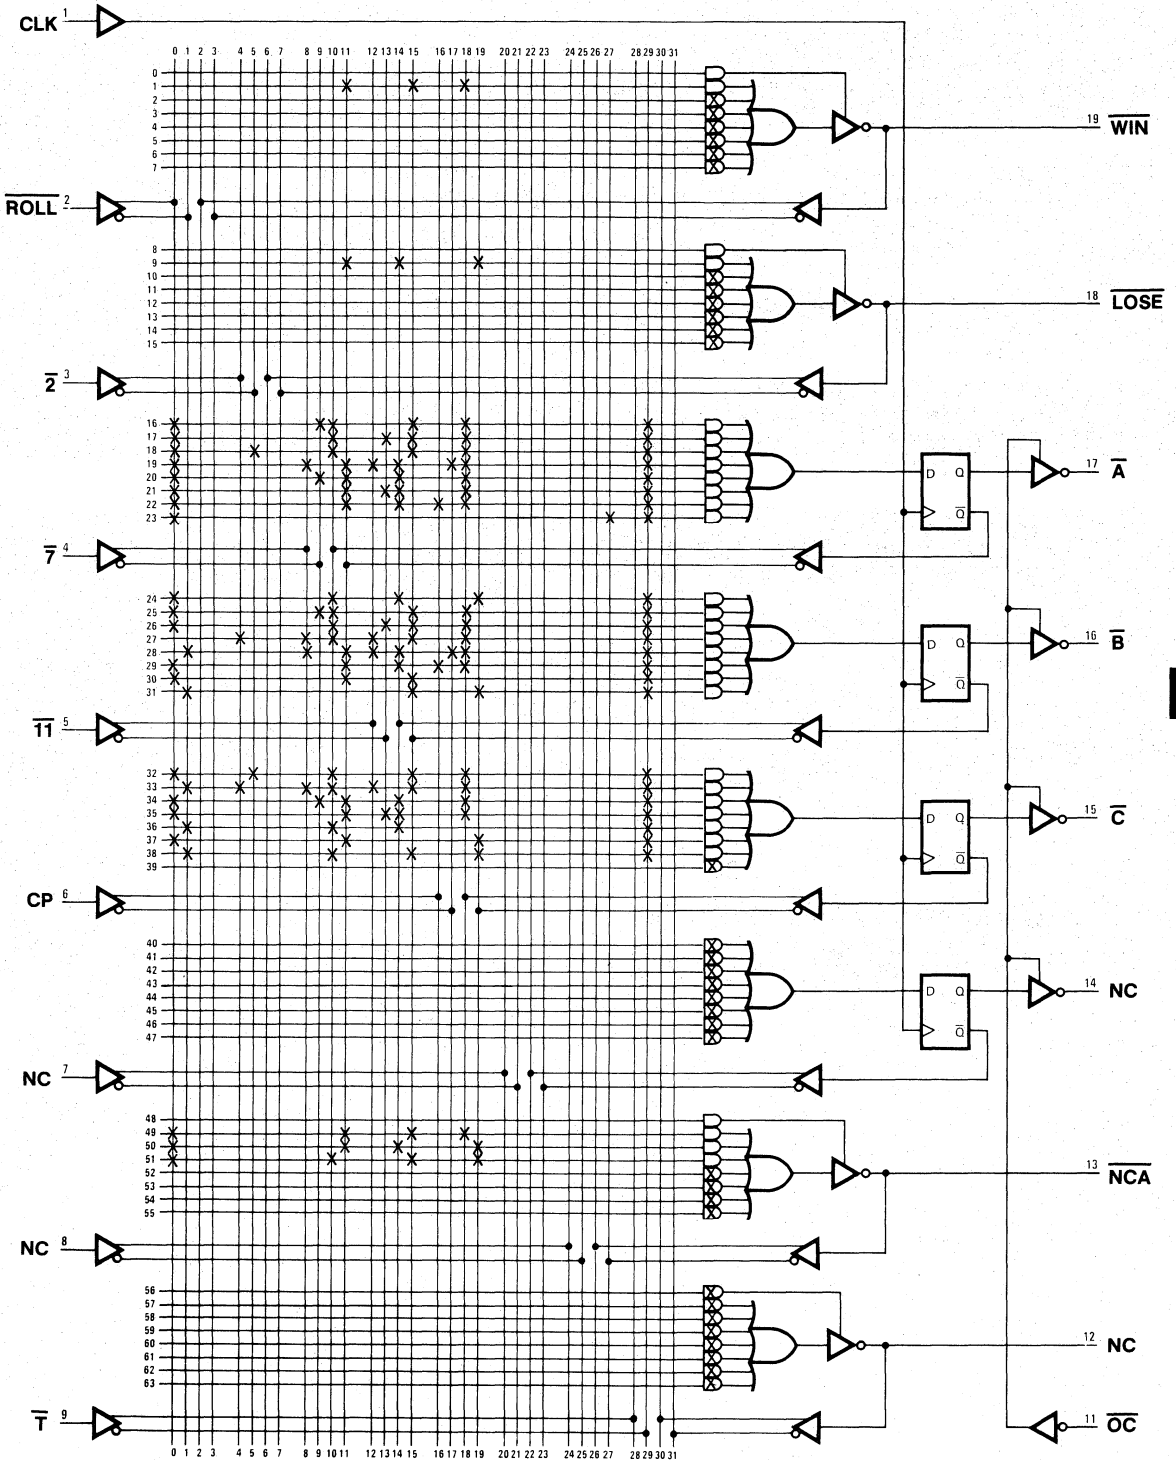 CLK 1
0 1 2 3 4 5 6 7 8 9 10 11 12 13 14 15 16 17 18 19 20 21 22 23 24 25 26 27 28 29 30 31
0
1
2
3
4
5
6
7
19 WIN
ROLL 2
8
9
10
11
12
13
14
15
18 LOSE
2 3
16
17
18
19
20
21
22
23
D Q
Q
17 A
7 4
24
25
26
27
28
29
30
31
D Q
Q
16 B
11 5
32
33
34
35
36
37
38
39
D Q
Q
15 C
CP 6
40
41
42
43
44
45
46
47
D Q
Q
14 NC
NC 7
48
49
50
51
52
53
54
55
13 NCA
NC 8
56
57
58
59
60
61
62
63
12 NC
T 9
11 OC
0 1 2 3 4 5 6 7 8 9 10 11 12 13 14 15 16 17 18 19 20 21 22 23 24 25 26 27 28 29 30 31